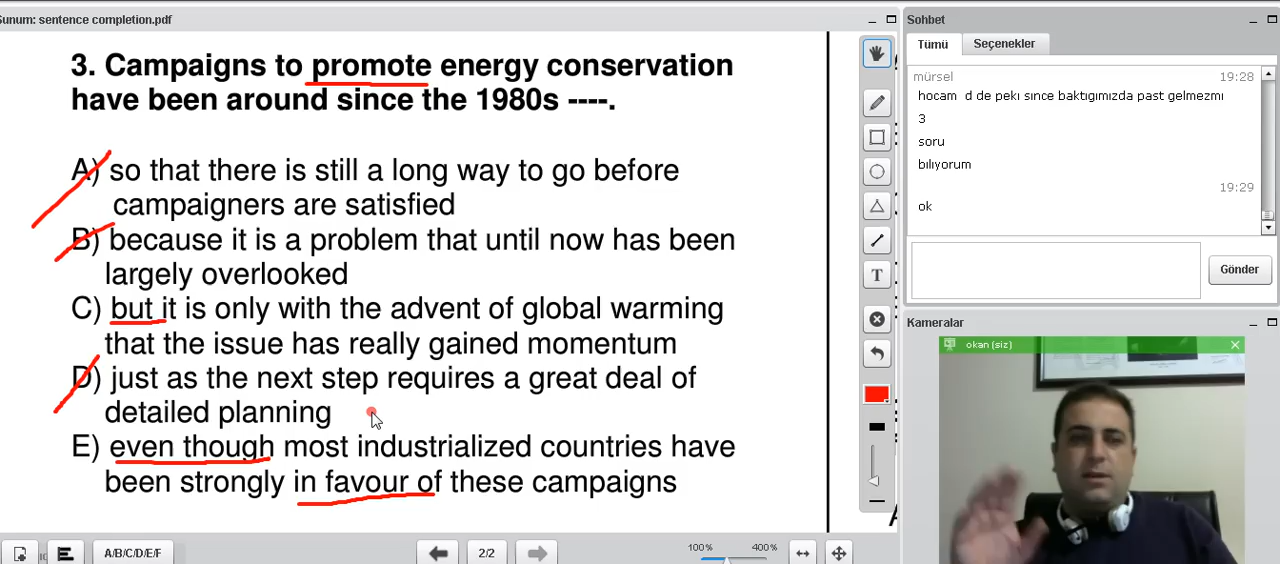 Sunum: sentence completion.pdf
3. Campaigns to promote energy conservation
have been around since the 1980s ----.
A) so that there is still a long way to go before
campaigners are satisfied
B) because it is a problem that until now has been
largely overlooked
C) but it is only with the advent of global warming
that the issue has really gained momentum
D) just as the next step requires a great deal of
detailed planning
E) even though most industrialized countries have
been strongly in favour of these campaigns
A/B/C/D/E/F
2/2
100%
400%
T
Sohbet
Tümü
Seçenekler
mürsel 19:28
hocam d de pekı sınce baktıgımızda past gelmezmı
3
soru
bılıyorum
19:29
ok
Gönder
Kameralar
okan (siz)